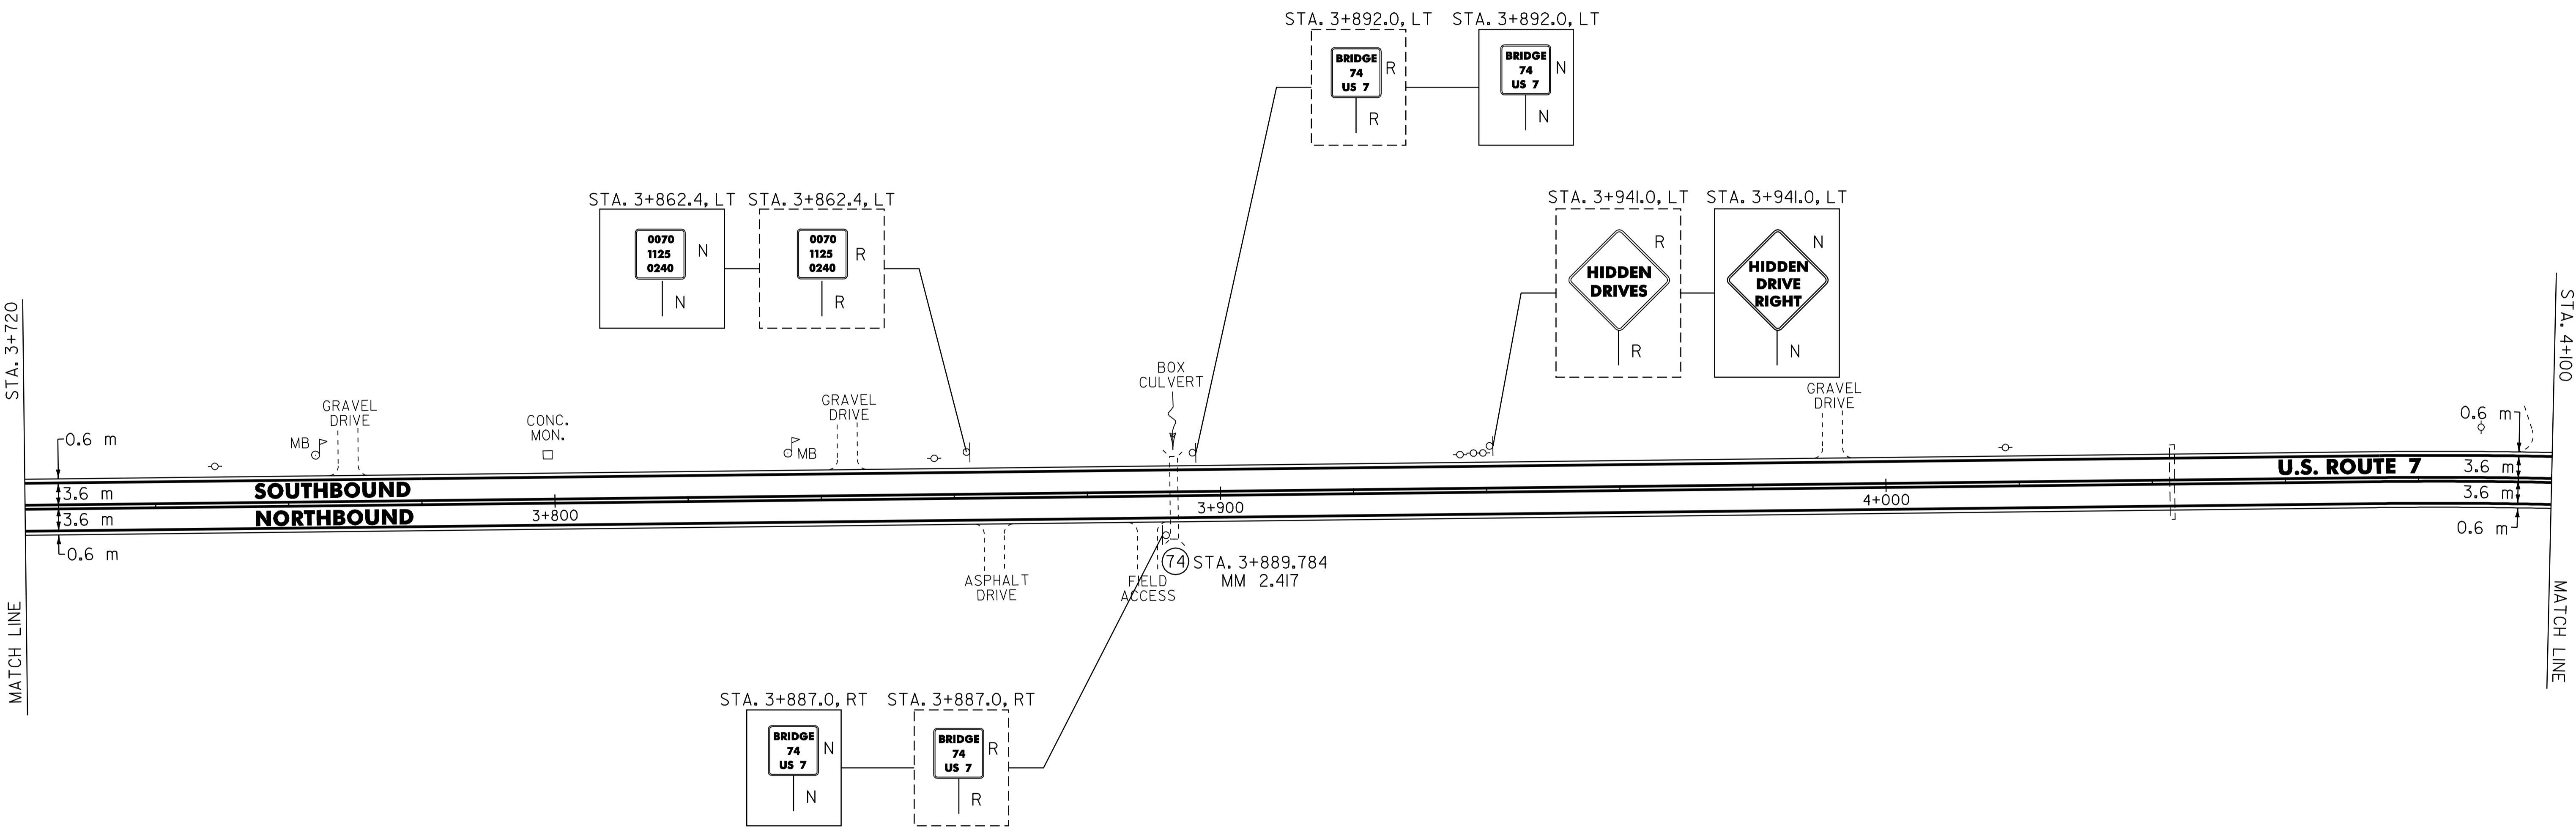 STA. 3+892.0, LT
STA. 3+892.0, LT
BRIDGE
74
US 7
R
R
BRIDGE
74
US 7
N
N
STA. 3+862.4, LT
STA. 3+862.4, LT
0070
1125
0240
N
N
0070
1125
0240
R
R
STA. 3+941.0, LT
STA. 3+941.0, LT
HIDDEN
DRIVES
R
R
HIDDEN
DRIVE
RIGHT
N
N
STA. 3+720
MATCH LINE
STA. 4+100
MATCH LINE
BOX
CULVERT
GRAVEL
DRIVE
MB
CONC.
MON.
GRAVEL
DRIVE
MB
GRAVEL
DRIVE
0.6 m
3.6 m
3.6 m
0.6 m
0.6 m
3.6 m
3.6 m
0.6 m
SOUTHBOUND
NORTHBOUND
U.S. ROUTE 7
3+800
3+900
4+000
ASPHALT
DRIVE
FIELD
ACCESS
74
STA. 3+889.784
MM 2.417
STA. 3+887.0, RT
STA. 3+887.0, RT
BRIDGE
74
US 7
N
N
BRIDGE
74
US 7
R
R